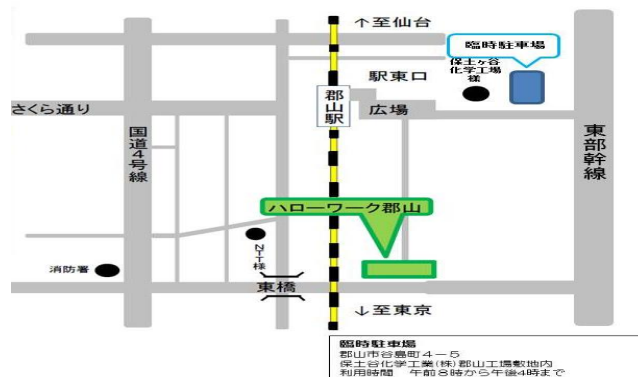 ↑至仙台
臨時駐車場
保土ヶ谷
化学工場
様
駅東口
広場
郡山駅
さくら通り
国道4号線
東部幹線
ハローワーク郡山
NTT様
消防署
東橋
↓至東京
臨時駐車場
郡山市谷島町4－5
保土谷化学工業(株)郡山工場敷地内
利用時間　午前8時から午後4時まで